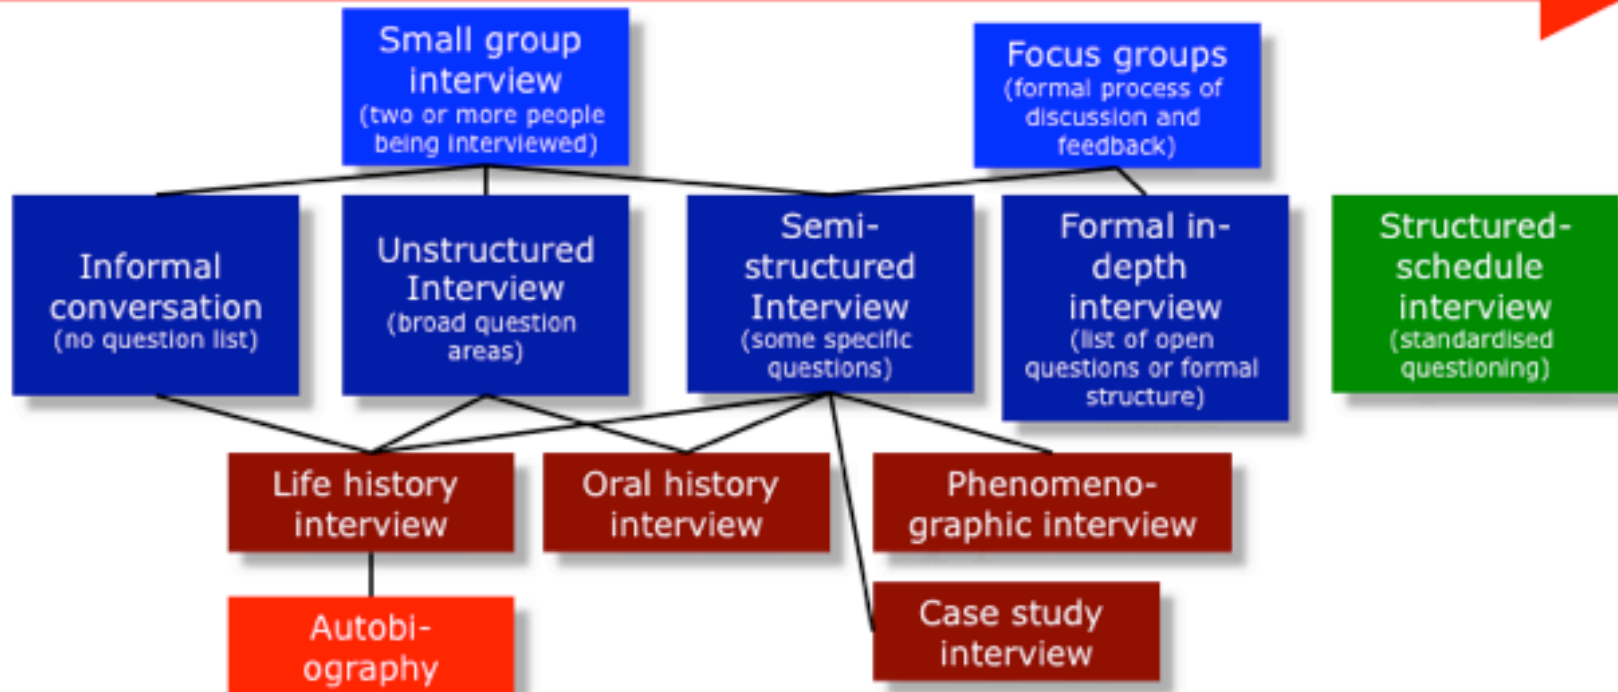 Small group
interview
(two or more people
being interviewed)
Focus groups
(formal process of
discussion and
feedback)
Informal
conversation
(no question list)
Unstructured
Interview
(broad question
areas)
Semi-
structured
Interview
(some specific
questions)
Formal in-
depth
interview
(list of open
questions or formal
structure)
Structured-
schedule
interview
(standardised
questioning)
Life history
interview
Oral history
interview
Phenomeno-
graphic interview
Case study
interview
Autobi-
ography